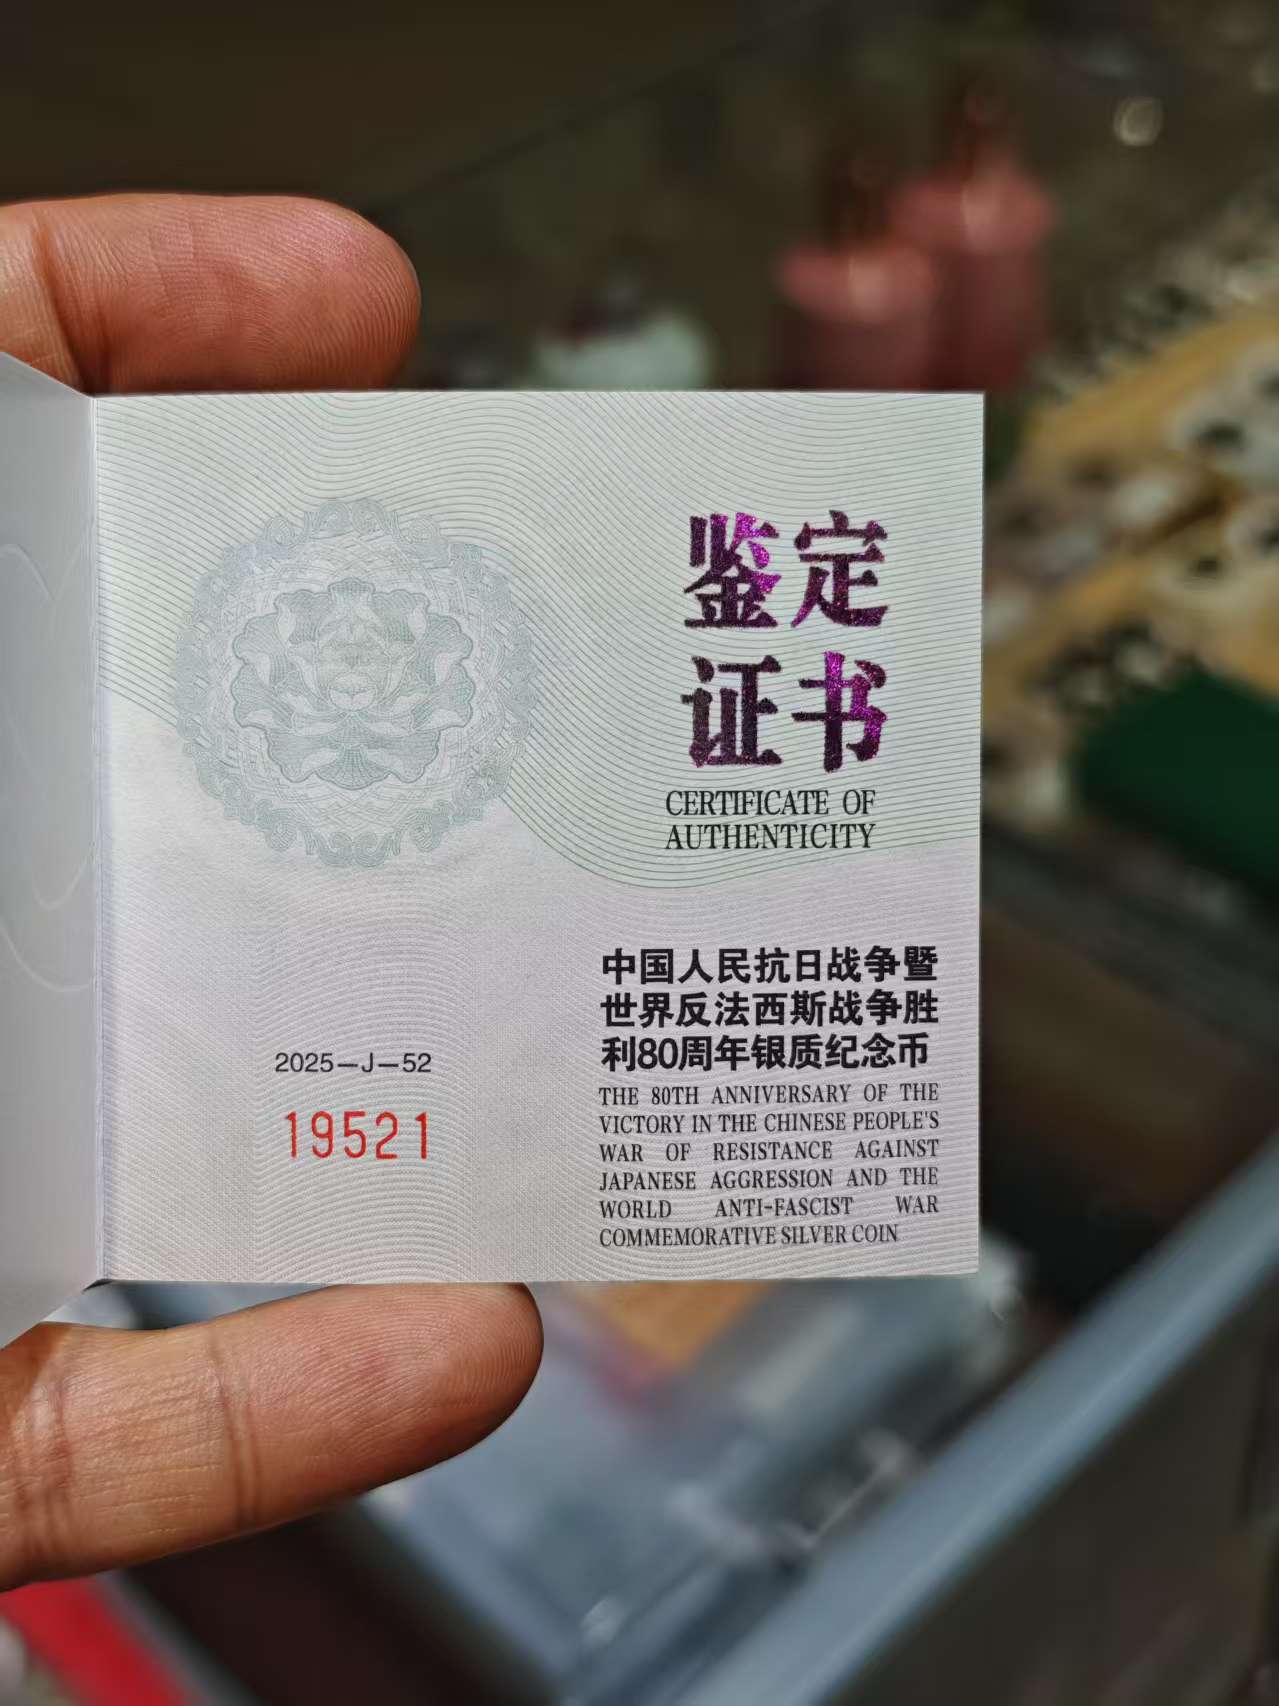 鉴定
证书
CERTIFICATE OF
AUTHENTICITY
中国人民抗日战争暨
世界反法西斯战争胜
利80周年银质纪念币
THE 80TH ANNIVERSARY OF THE
VICTORY IN THE CHINESE PEOPLE'S
WAR OF RESISTANCE AGAINST
JAPANESE AGGRESSION AND THE
WORLD ANTI-FASCIST WAR
COMMEMORATIVE SILVER COIN
2025—J—52
19521